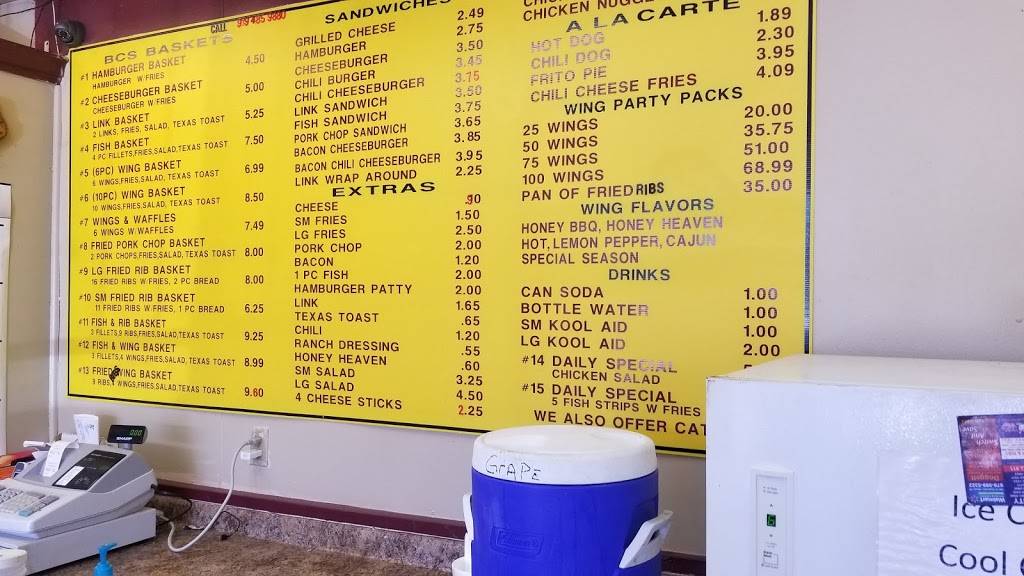 CALL 979 485 9880
BCS BASKETS
#1 HAMBURGER BASKET 4.50
HAMBURGER W/FRIES
#2 CHEESEBURGER BASKET 5.00
CHEESEBURGER W/FRIES
#3 LINK BASKET 5.25
2 LINKS, FRIES, SALAD, TEXAS TOAST
#4 FISH BASKET 7.50
4 PC FILLETS,FRIES,SALAD,TEXAS TOAST
#5 (6PC) WING BASKET 6.99
6 WINGS,FRIES,SALAD, TEXAS TOAST
#6 (10PC) WING BASKET 8.50
10 WINGS,FRIES,SALAD, TEXAS TOAST
#7 WINGS & WAFFLES 7.49
6 WINGS W/WAFFLES
#8 FRIED PORK CHOP BASKET
2 PORK CHOPS,FRIES,SALAD,TEXAS TOAST 8.00
#9 LG FRIED RIB BASKET 8.00
16 FRIED RIBS W/FRIES, 2 PC BREAD
#10 SM FRIED RIB BASKET 6.25
11 FRIED RIBS W/FRIES, 1 PC BREAD
#11 FISH & RIB BASKET
3 FILLETS,9 RIBS,FRIES,SALAD,TEXAS TOAST 9.25
#12 FISH & WING BASKET
3 FILLETS,4 WINGS,FRIES,SALAD, TEXAS TOAST 8.99
#13 FRIED WING BASKET
9 RIBS,4 WINGS,FRIES,SALAD,TEXAS TOAST 9.60
SANDWICHES
GRILLED CHEESE 2.49
HAMBURGER 2.75
CHEESEBURGER 3.50
CHILI BURGER 3.45
CHILI CHEESEBURGER 3.75
LINK SANDWICH 3.50
FISH SANDWICH 3.75
PORK CHOP SANDWICH 3.65
BACON CHEESEBURGER 3.85
BACON CHILI CHEESEBURGER 3.95
LINK WRAP AROUND 2.25
EXTRAS
CHEESE .90
SM FRIES 1.50
LG FRIES 2.50
PORK CHOP 2.00
BACON 1.20
1 PC FISH 2.00
HAMBURGER PATTY 2.00
LINK 1.65
TEXAS TOAST .65
CHILI 1.20
RANCH DRESSING .55
HONEY HEAVEN .60
SM SALAD 3.25
LG SALAD 4.50
4 CHEESE STICKS 2.25
CHICKEN
A LA CARTE
HOT DOG 1.89
CHILI DOG 2.30
FRITO PIE 3.95
CHILI CHEESE FRIES 4.09
WING PARTY PACKS
25 WINGS 20.00
50 WINGS 35.75
75 WINGS 51.00
100 WINGS 68.99
PAN OF FRIED RIBS 35.00
WING FLAVORS
HONEY BBQ, HONEY HEAVEN
HOT, LEMON PEPPER, CAJUN
SPECIAL SEASON
DRINKS
CAN SODA 1.00
BOTTLE WATER 1.00
SM KOOL AID 1.00
LG KOOL AID 2.00
#14 DAILY SPECIAL
CHICKEN SALAD
#15 DAILY SPECIAL
5 FISH STRIPS W FRIES
WE ALSO OFFER CAT
SHARP
GRAPE
Coleman
Ice C
Cool